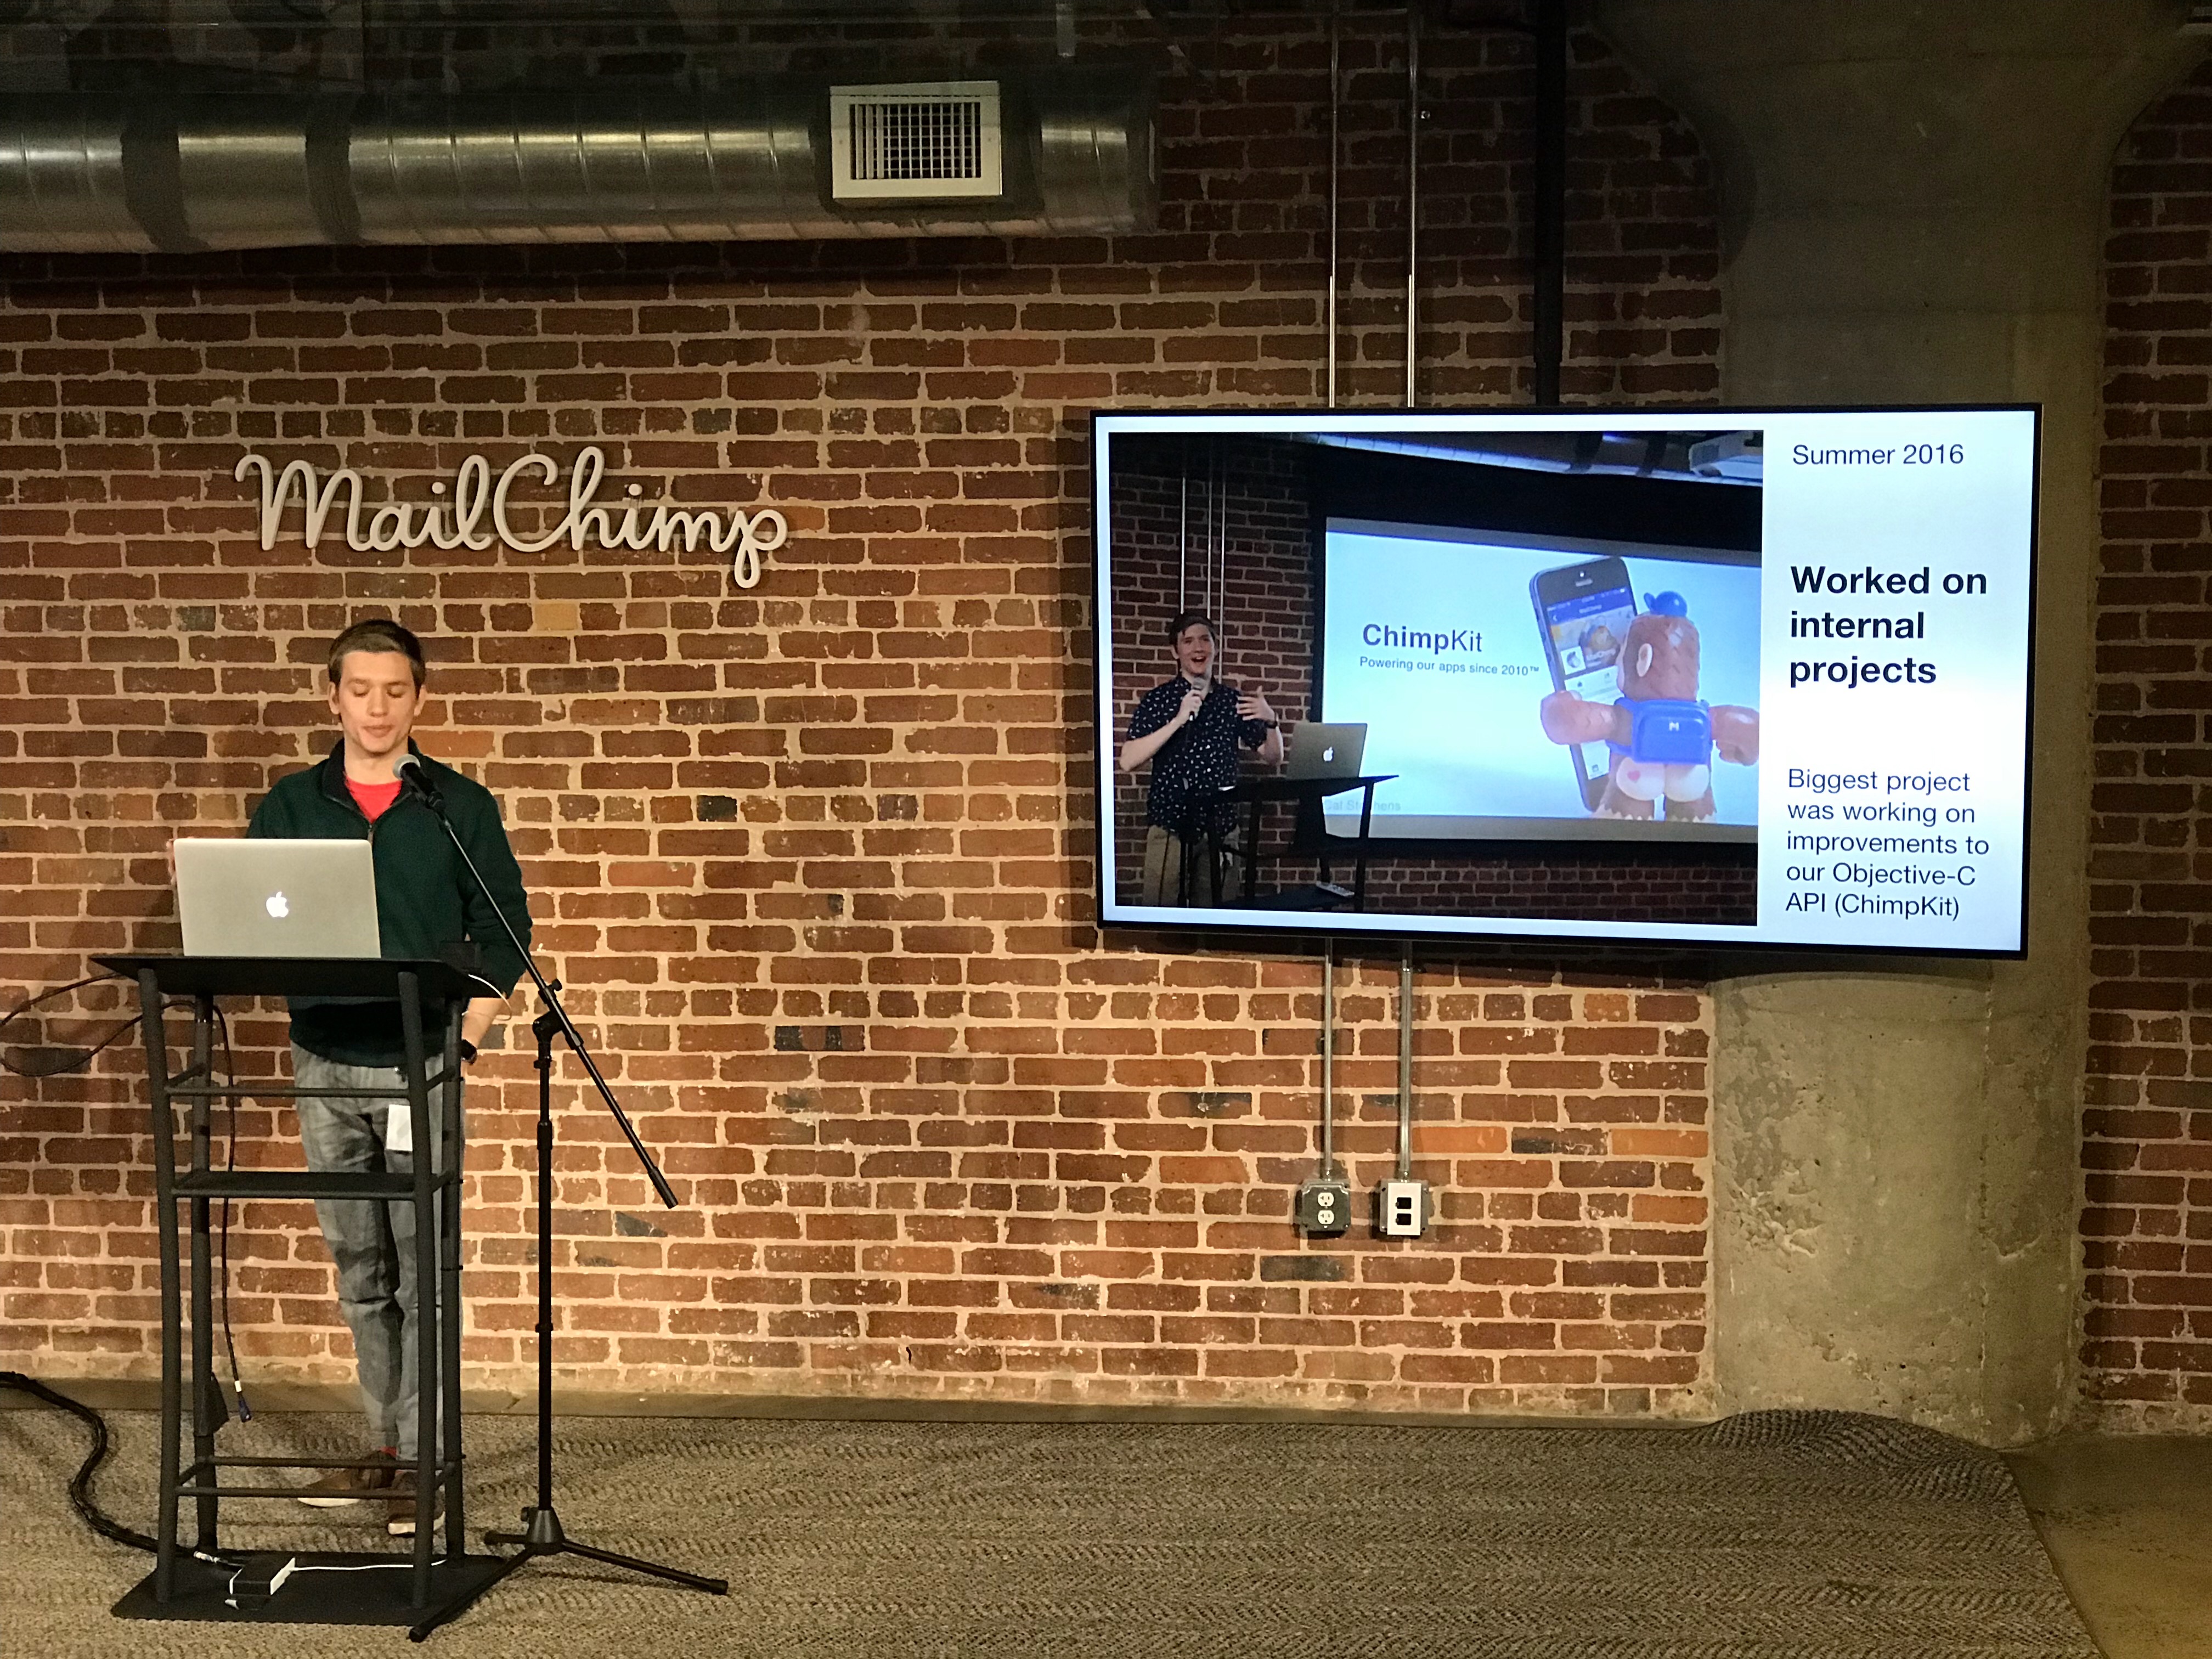 MailChimp
ChimpKit
Powering our apps since 2010™
Summer 2016
Worked on
internal
projects
Biggest project
was working on
improvements to
our Objective-C
API (ChimpKit)